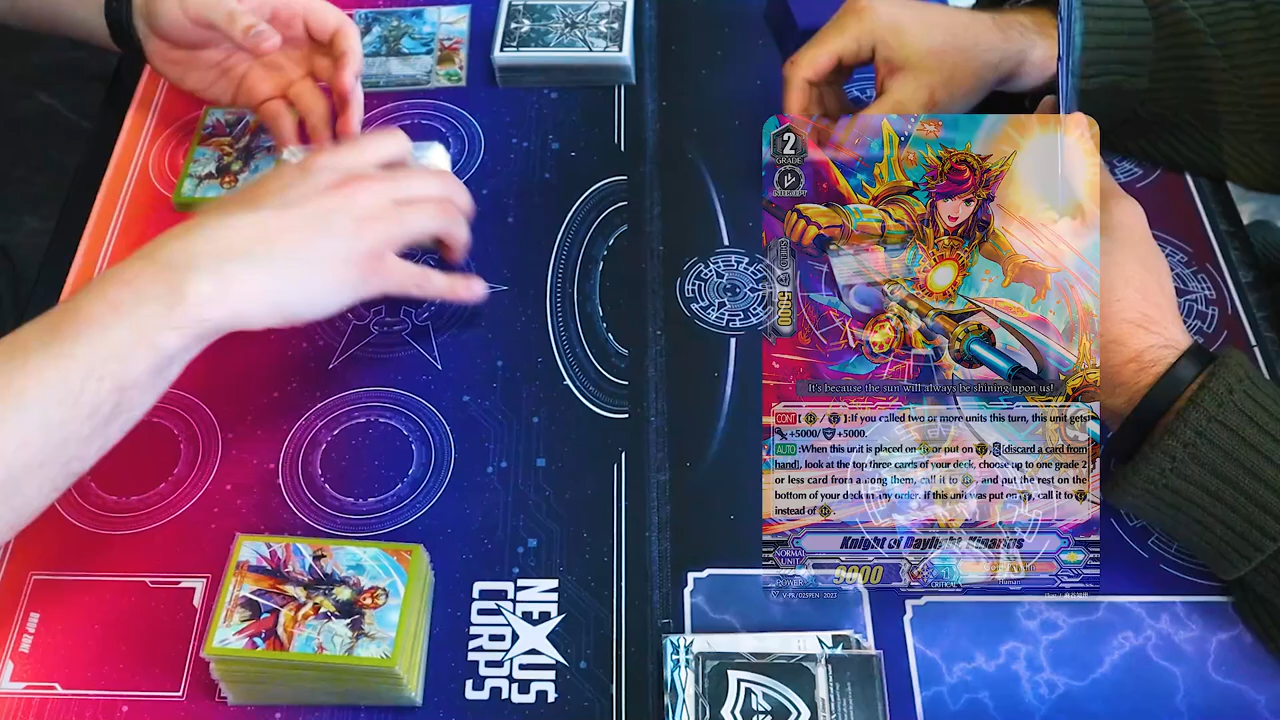 2
GRADE
INTERCEPT
SHIELD
5000
It's because the sun will always be shining upon us!
CONT [ / ]:If you called two or more units this turn, this unit gets
+5000/ +5000.
AUTO :When this unit is placed on or put on , [discard a card from
hand], look at the top three cards of your deck, choose up to one grade 2
or less card from among them, call it to , and put the rest on the
bottom of your deck in any order. If this unit was put on , call it to
instead of .
Knight of Daylight,
NORMAL
UNIT
POWER
9000
1
CRITICAL
Human
V-PR/0259EN 2023
DROP ZONE
NEXUS
CORPS